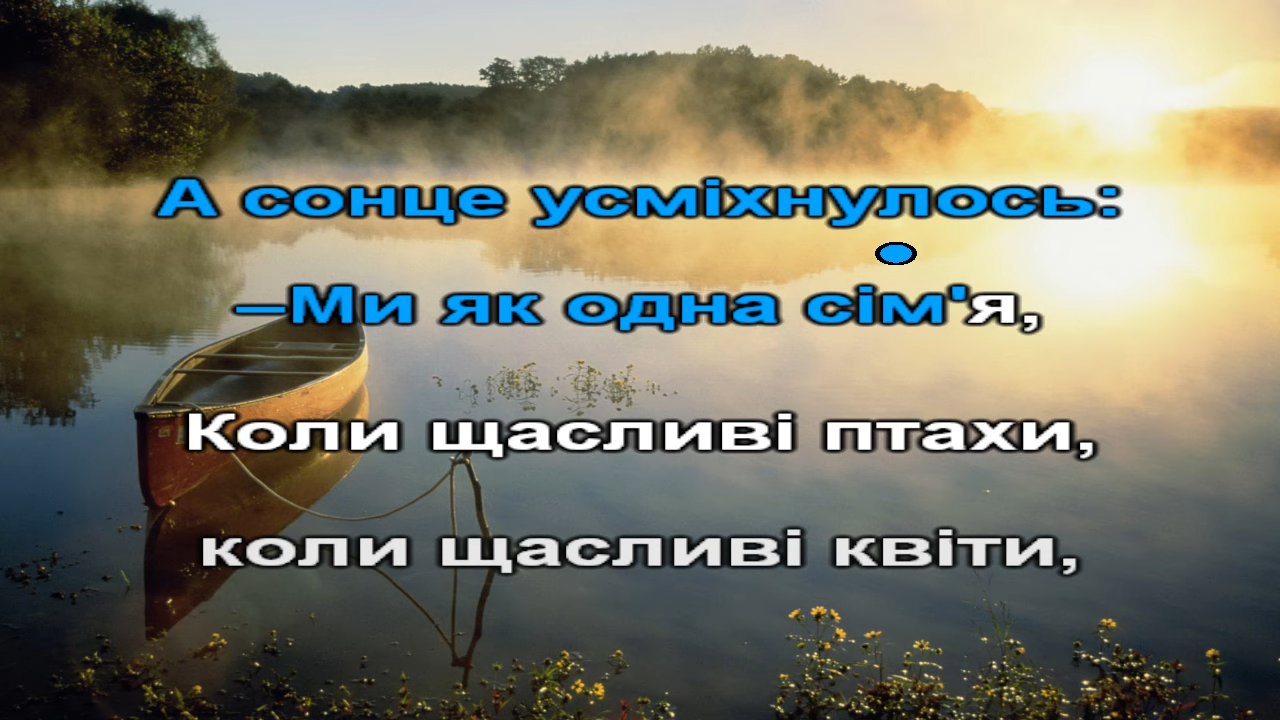 А сонце усміхнулось:
–Ми як одна сім'я,
Коли щасливі птахи,
коли щасливі квіти,